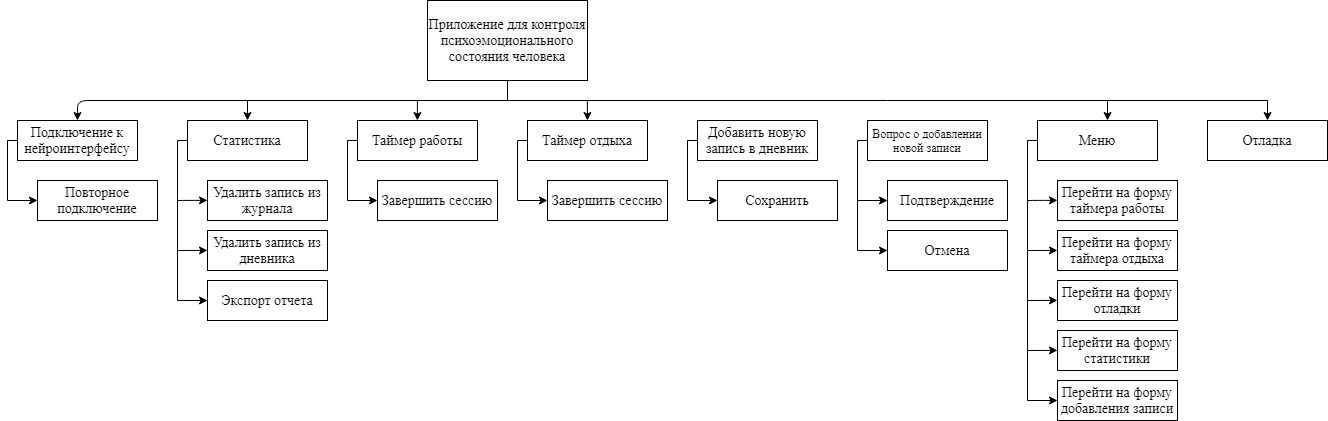 Приложение для контроля
психоэмоционального
состояния человека
Подключение к
нейроинтерфейсу
Повторное
подключение
Статистика
Удалить запись из
журнала
Удалить запись из
дневника
Экспорт отчета
Таймер работы
Завершить сессию
Таймер отдыха
Завершить сессию
Добавить новую
запись в дневник
Сохранить
Вопрос о добавлении
новой записи
Подтверждение
Отмена
Меню
Перейти на форму
таймера работы
Перейти на форму
таймера отдыха
Перейти на форму
отладки
Перейти на форму
статистики
Перейти на форму
добавления записи
Отладка